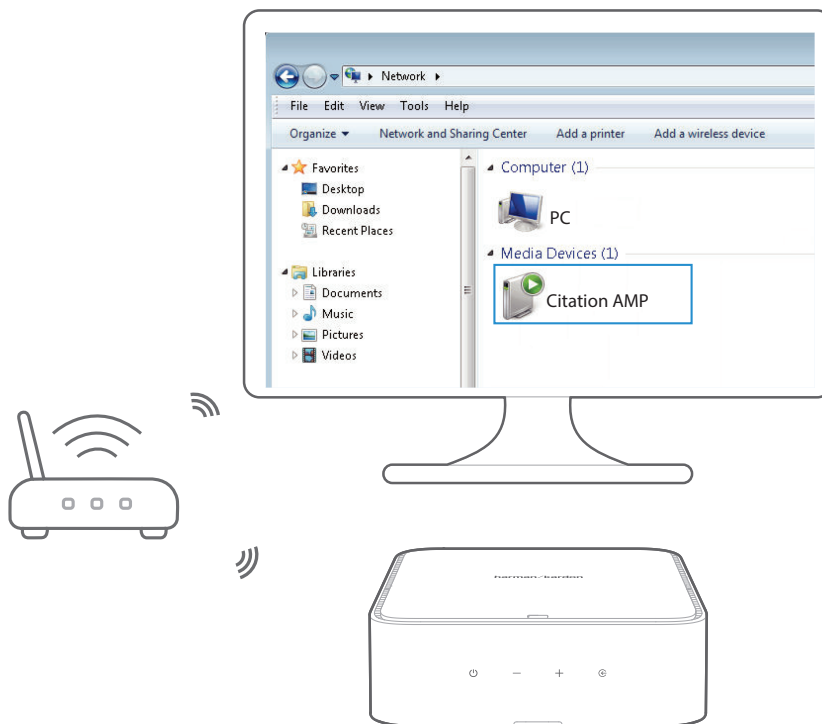 Network
File Edit View Tools Help
Organize Network and Sharing Center Add a printer Add a wireless device
Favorites
Desktop
Downloads
Recent Places
Libraries
Documents
Music
Pictures
Videos
Computer (1)
PC
Media Devices (1)
Citation AMP
harman/kardon